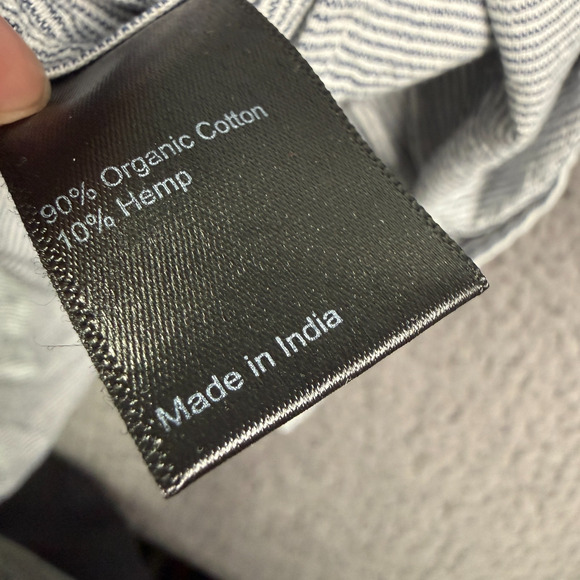 90% Organic Cotton
10% Hemp
Made in India